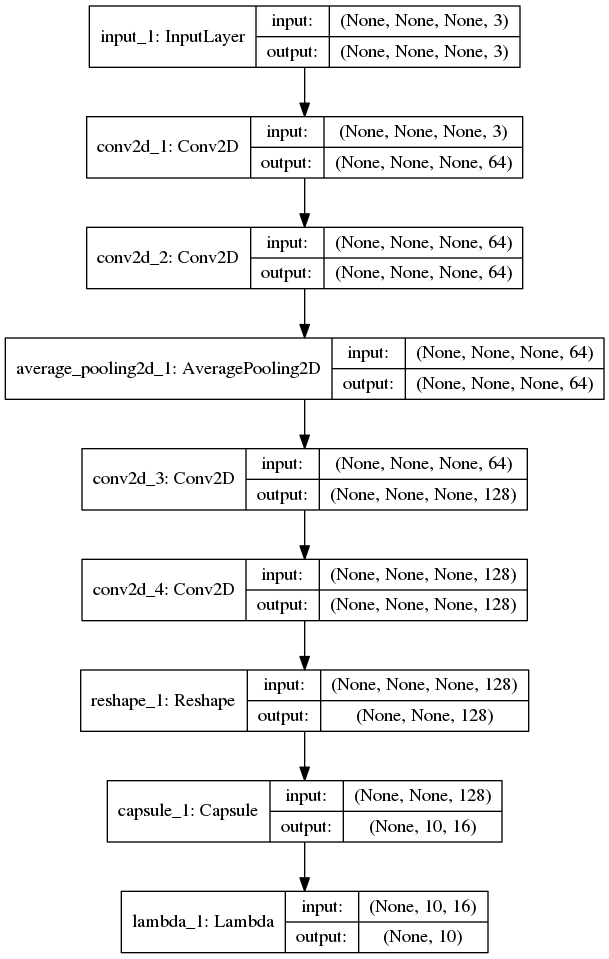 input_1: InputLayer
input: (None, None, None, 3)
output: (None, None, None, 3)
conv2d_1: Conv2D
input: (None, None, None, 3)
output: (None, None, None, 64)
conv2d_2: Conv2D
input: (None, None, None, 64)
output: (None, None, None, 64)
average_pooling2d_1: AveragePooling2D
input: (None, None, None, 64)
output: (None, None, None, 64)
conv2d_3: Conv2D
input: (None, None, None, 64)
output: (None, None, None, 128)
conv2d_4: Conv2D
input: (None, None, None, 128)
output: (None, None, None, 128)
reshape_1: Reshape
input: (None, None, None, 128)
output: (None, None, 128)
capsule_1: Capsule
input: (None, None, 128)
output: (None, 10, 16)
lambda_1: Lambda
input: (None, 10, 16)
output: (None, 10)